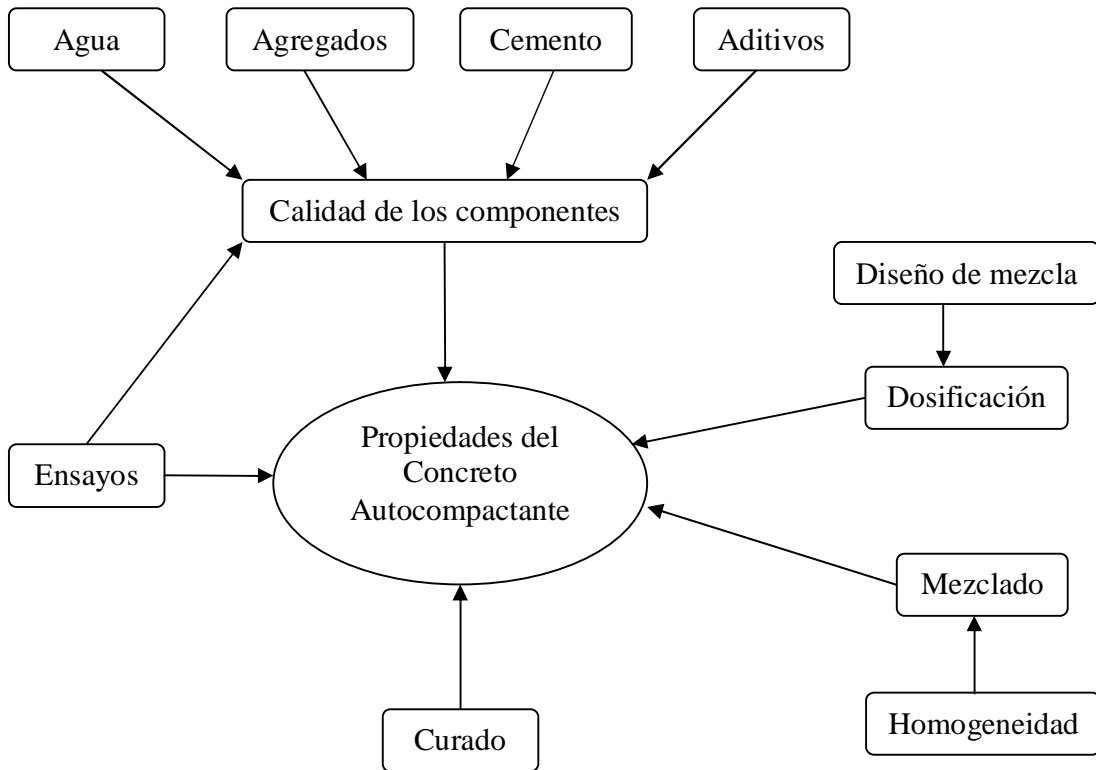 Agua
Agregados
Cemento
Aditivos
Calidad de los componentes
Diseño de mezcla
Dosificación
Propiedades del
Concreto
Autocompactante
Ensayos
Mezclado
Homogeneidad
Curado